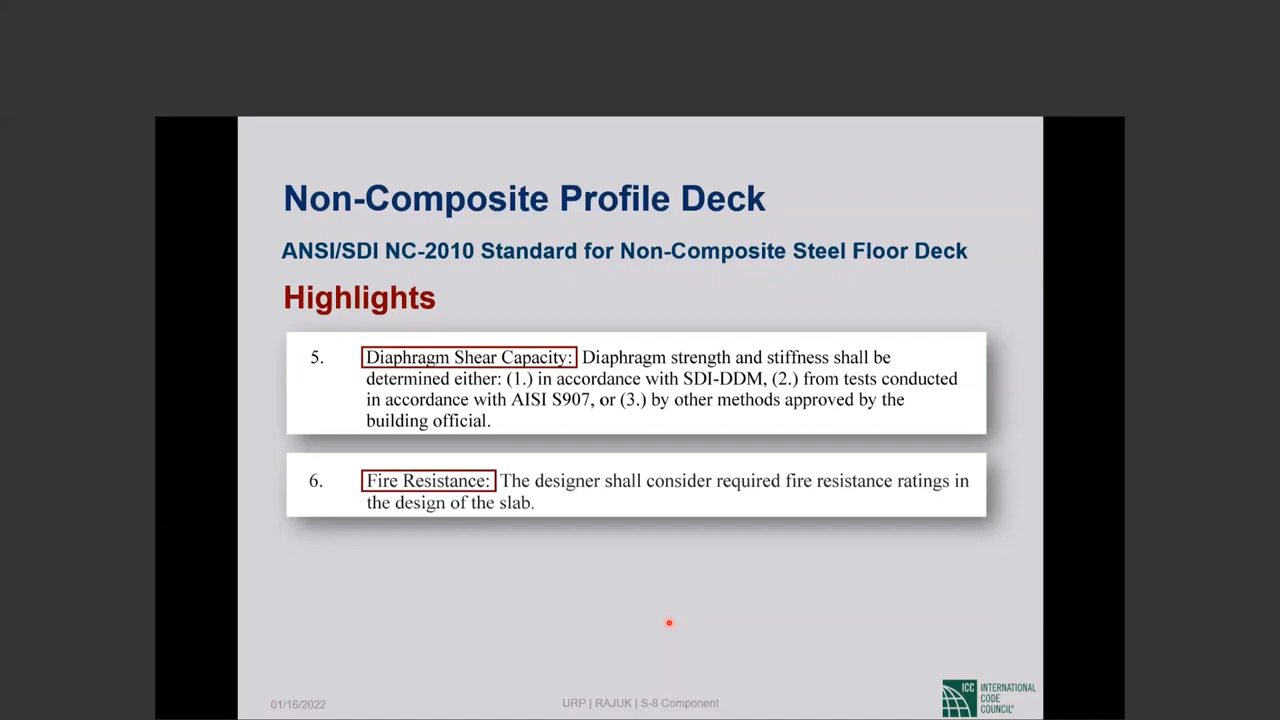 Non-Composite Profile Deck
ANSI/SDI NC-2010 Standard for Non-Composite Steel Floor Deck
Highlights
5. Diaphragm Shear Capacity: Diaphragm strength and stiffness shall be
determined either: (1.) in accordance with SDI-DDM, (2.) from tests conducted
in accordance with AISI S907, or (3.) by other methods approved by the
building official.
6. Fire Resistance: The designer shall consider required fire resistance ratings in
the design of the slab.
01/16/2022
URP | RAJUK | S-8 Component
ICC
INTERNATIONAL
CODE
COUNCIL®